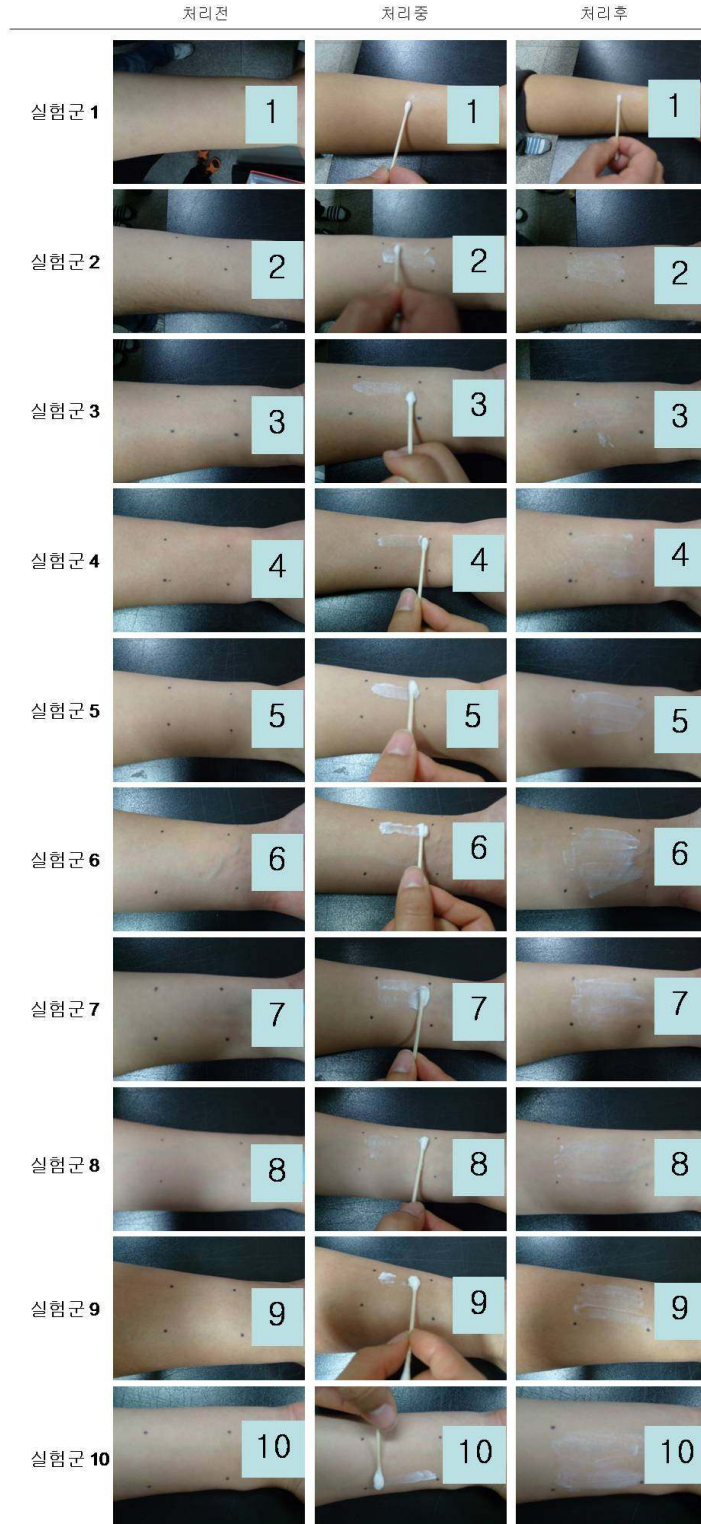 처리전 처리중 처리후
실험군 1 1 1 1
실험군 2 2 2 2
실험군 3 3 3 3
실험군 4 4 4 4
실험군 5 5 5 5
실험군 6 6 6 6
실험군 7 7 7 7
실험군 8 8 8 8
실험군 9 9 9 9
실험군 10 10 10 10